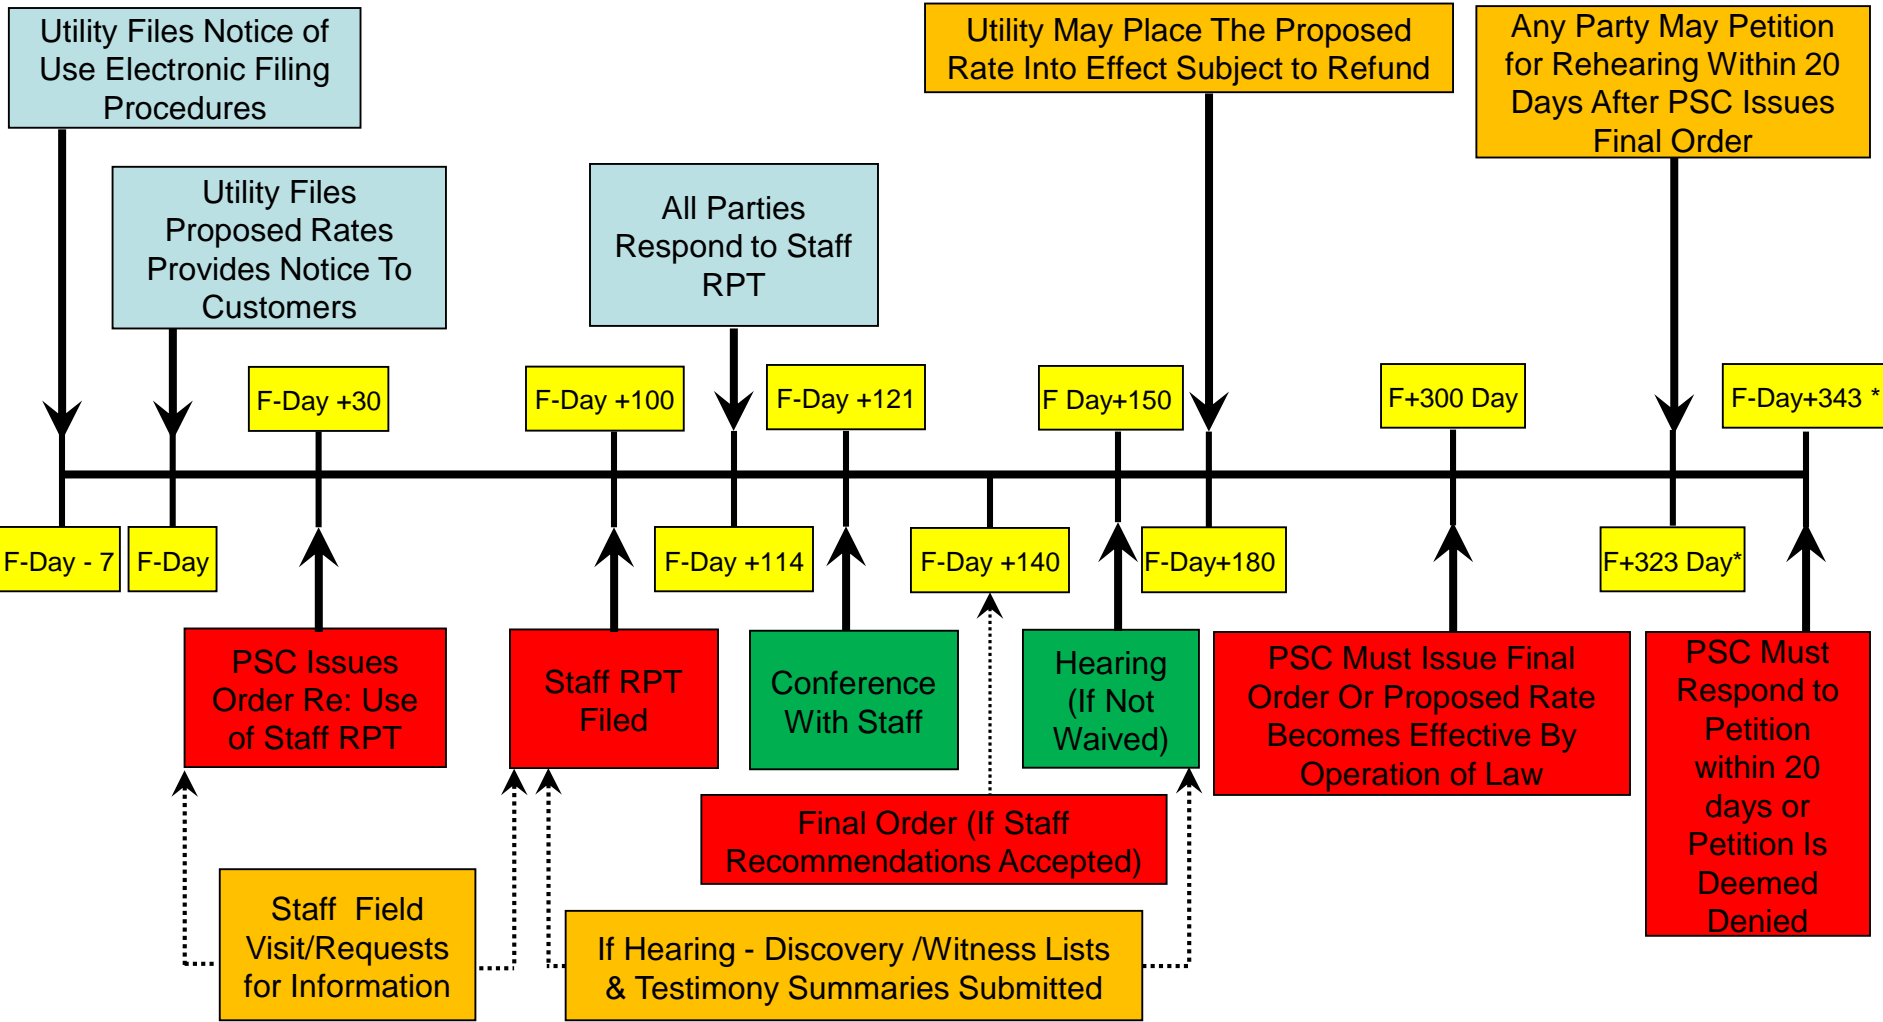 Utility Files Notice of
Use Electronic Filing
Procedures
Utility May Place The Proposed
Rate Into Effect Subject to Refund
Any Party May Petition
for Rehearing Within 20
Days After PSC Issues
Final Order
Utility Files
Proposed Rates
Provides Notice To
Customers
All Parties
Respond to Staff
RPT
F-Day +30
F-Day +100
F-Day +121
F Day+150
F+300 Day
F-Day+343 *
F-Day - 7
F-Day
F-Day +114
F-Day +140
F-Day+180
F+323 Day*
PSC Issues
Order Re: Use
of Staff RPT
Staff RPT
Filed
Conference
With Staff
Hearing
(If Not
Waived)
PSC Must Issue Final
Order Or Proposed Rate
Becomes Effective By
Operation of Law
PSC Must
Respond to
Petition
within 20
days or
Petition Is
Deemed
Denied
Final Order (If Staff
Recommendations Accepted)
Staff  Field
Visit/Requests
for Information
If Hearing - Discovery /Witness Lists
& Testimony Summaries Submitted